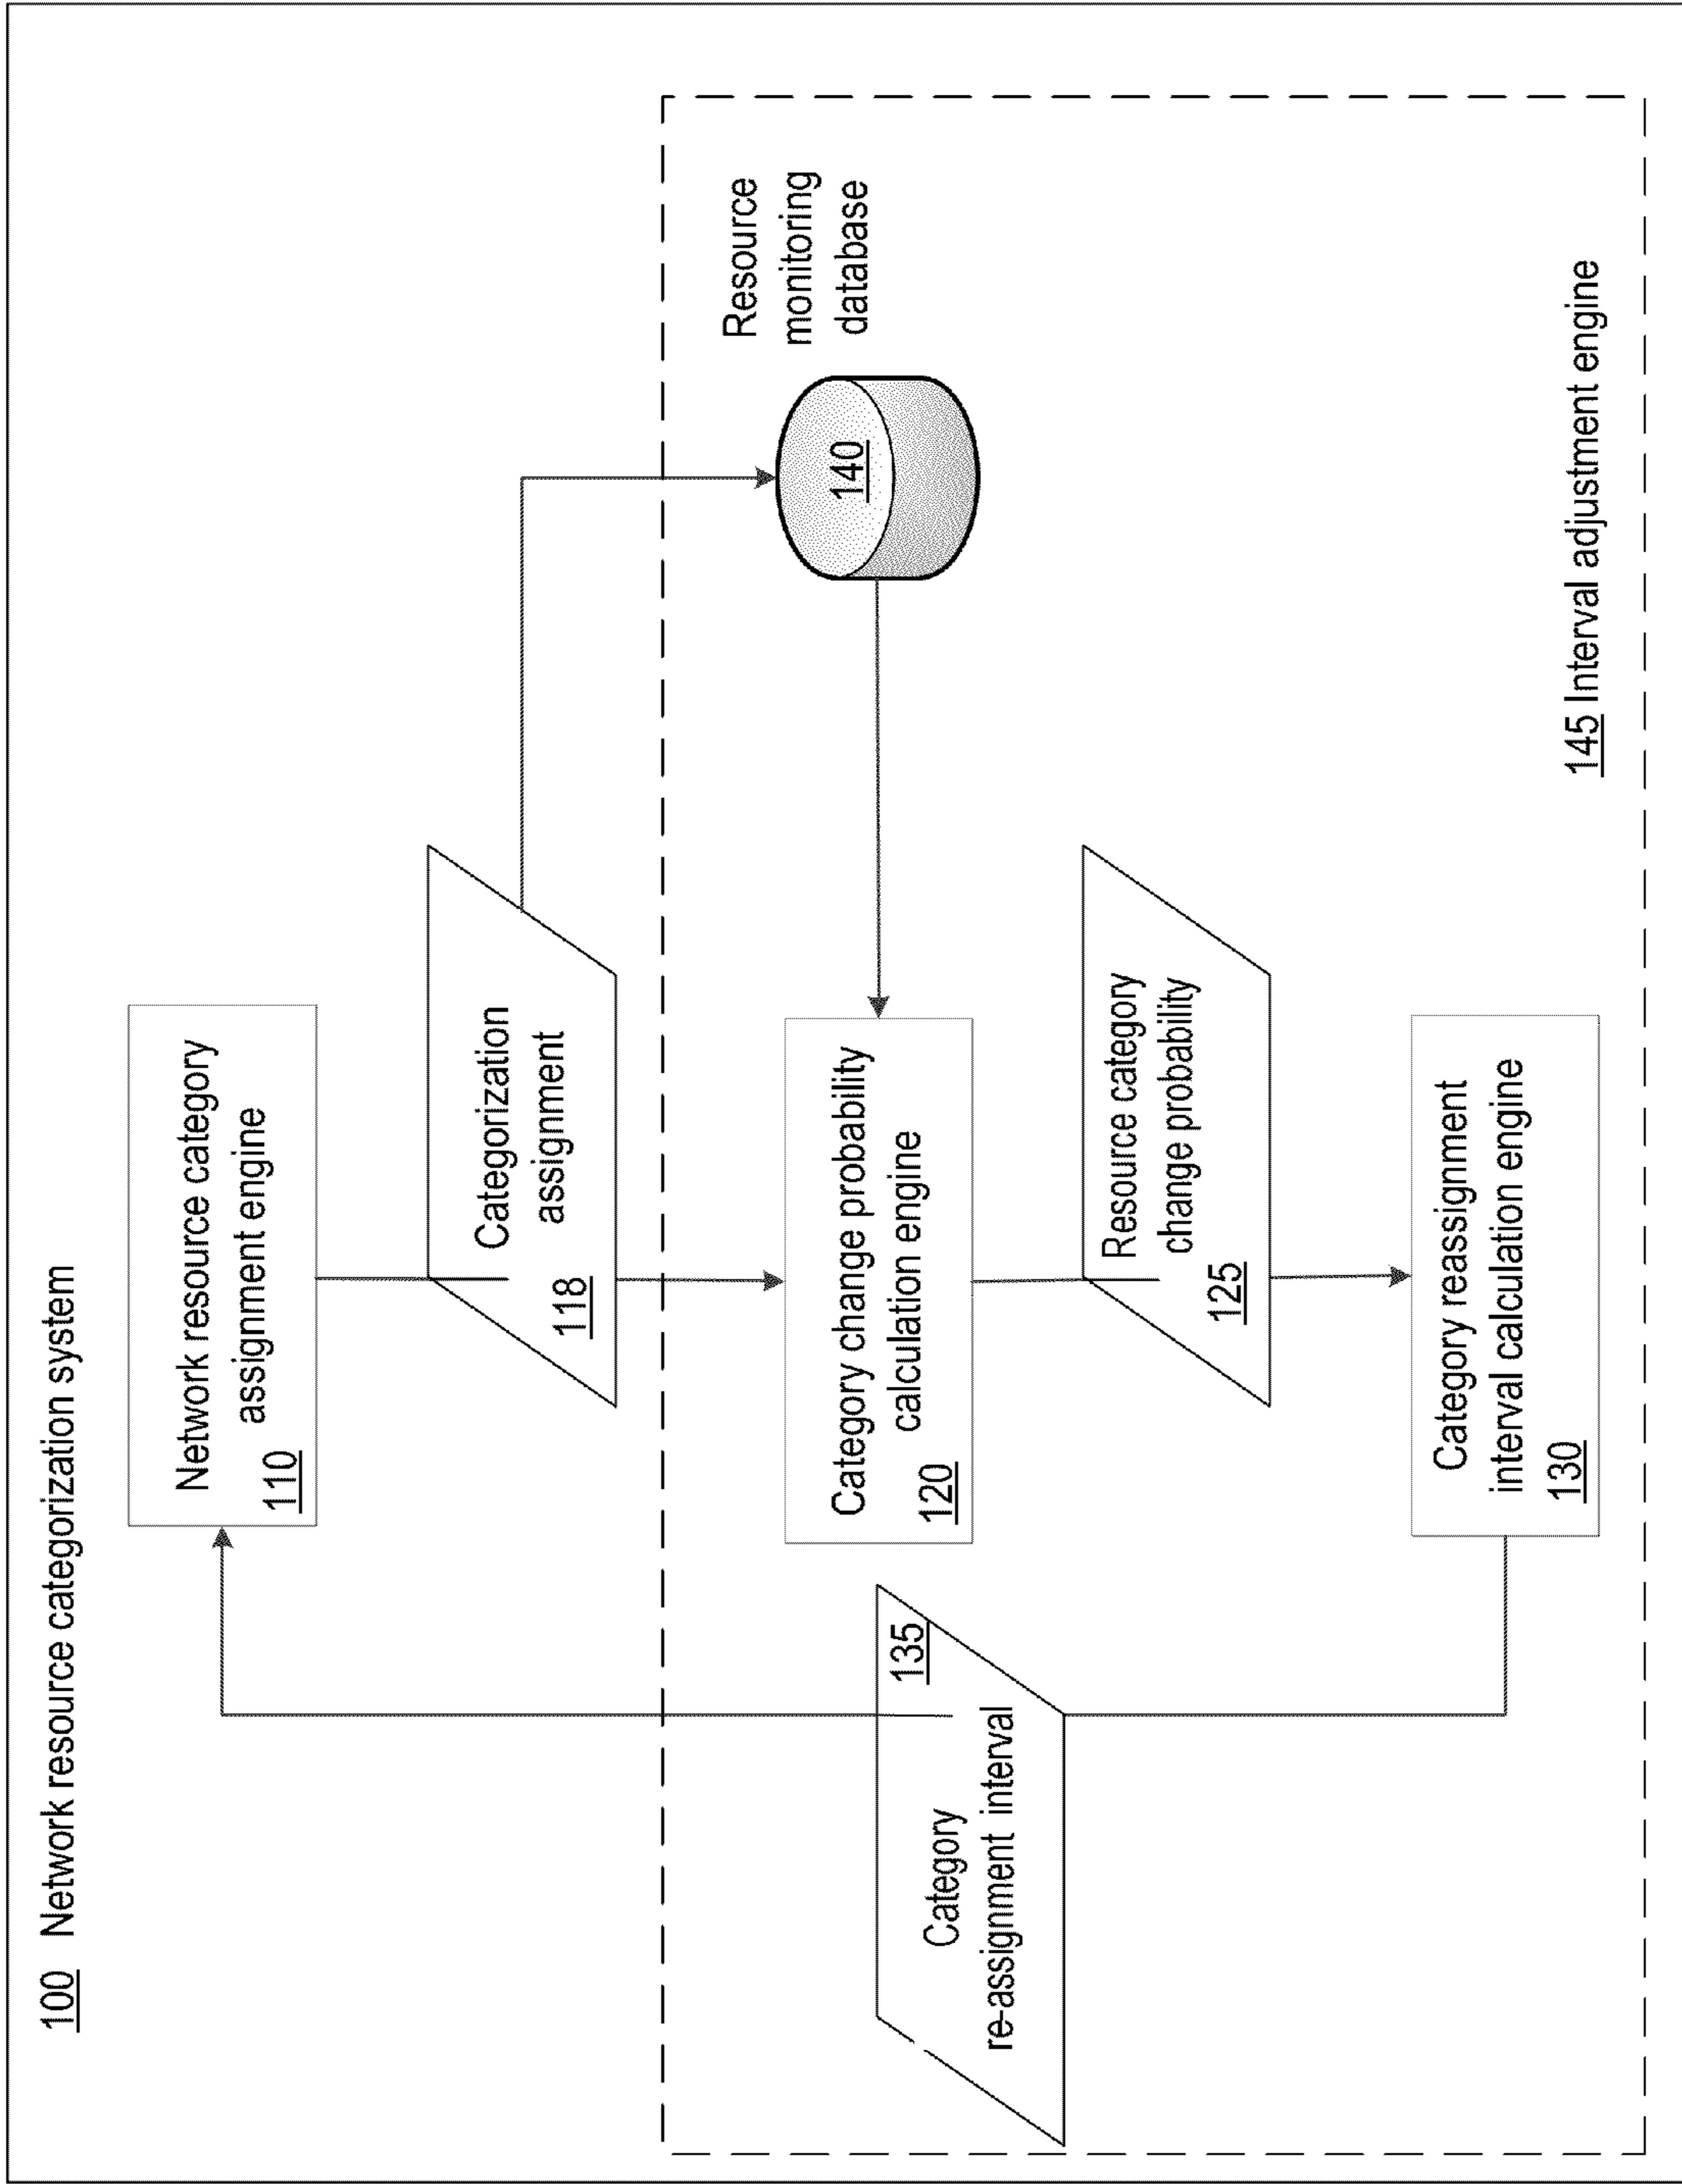 100 Network resource categorization system
Network resource category
assignment engine
110
Categorization
assignment
118
Resource
monitoring
database
140
Category change probability
calculation engine
120
135
Category
re-assignment interval
Resource category
change probability
125
Category reassignment
interval calculation engine
130
145 Interval adjustment engine